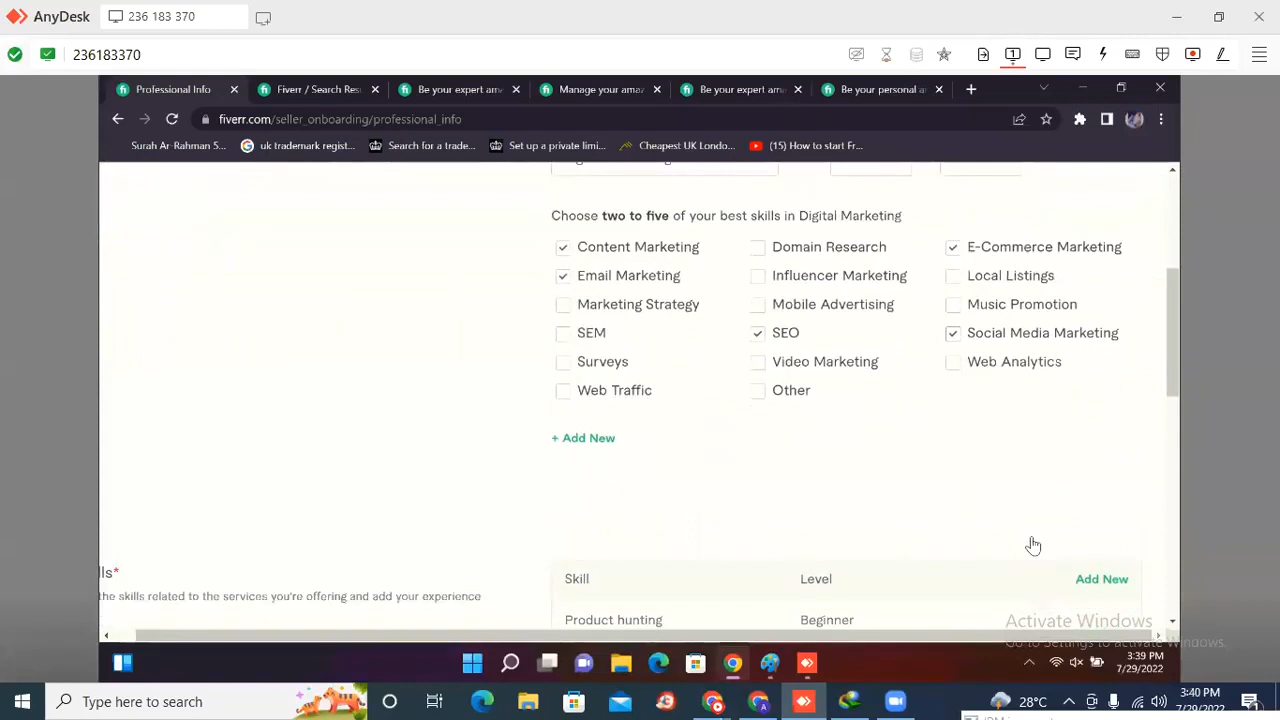 AnyDesk 236 183 370
236183370
Professional Info Fiverr / Search Res Be your expert am Manage your amaz Be your expert am Be your personal a
fiverr.com/seller_onboarding/professional_info
Surah Ar-Rahman 5... uk trademark regist... Search for a trade... Set up a private limi... Cheapest UK Londo... (15) How to start Fr...
Choose two to five of your best skills in Digital Marketing
Content Marketing Domain Research E-Commerce Marketing
Email Marketing Influencer Marketing Local Listings
Marketing Strategy Mobile Advertising Music Promotion
SEM SEO Social Media Marketing
Surveys Video Marketing Web Analytics
Web Traffic Other
+ Add New
lls*
the skills related to the services you're offering and add your experience
Skill Level Add New
Product hunting Beginner
Activate Windows
Go to Settings to activate Windows.
3:39 PM
7/29/2022
Type here to search 28°C 3:40 PM
7/29/2022